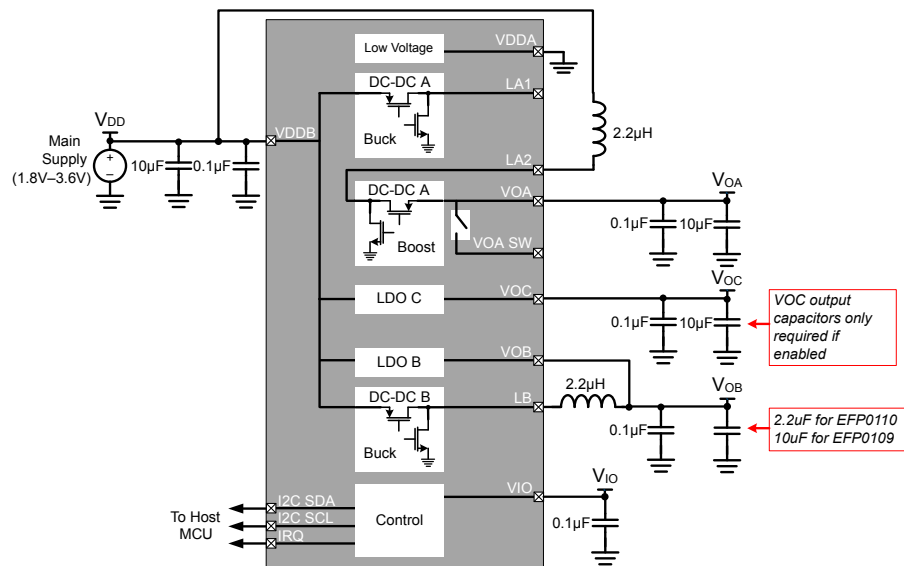 Low Voltage
VDDA
DC-DC A
LA1
Buck
2.2µH
VDD
VDDB
Main
Supply
(1.8V–3.6V)
10µF
0.1µF
LA2
DC-DC A
VOA
VOA
Boost
VOA SW
0.1µF
10µF
LDO C
VOC
VOC
0.1µF
10µF
VOC output
capacitors only
required if
enabled
LDO B
VOB
2.2µH
DC-DC B
LB
VOB
Buck
0.1µF
2.2uF for EFP0110
10uF for EFP0109
I2C SDA
I2C SCL
IRQ
To Host
MCU
Control
VIO
VIO
0.1µF